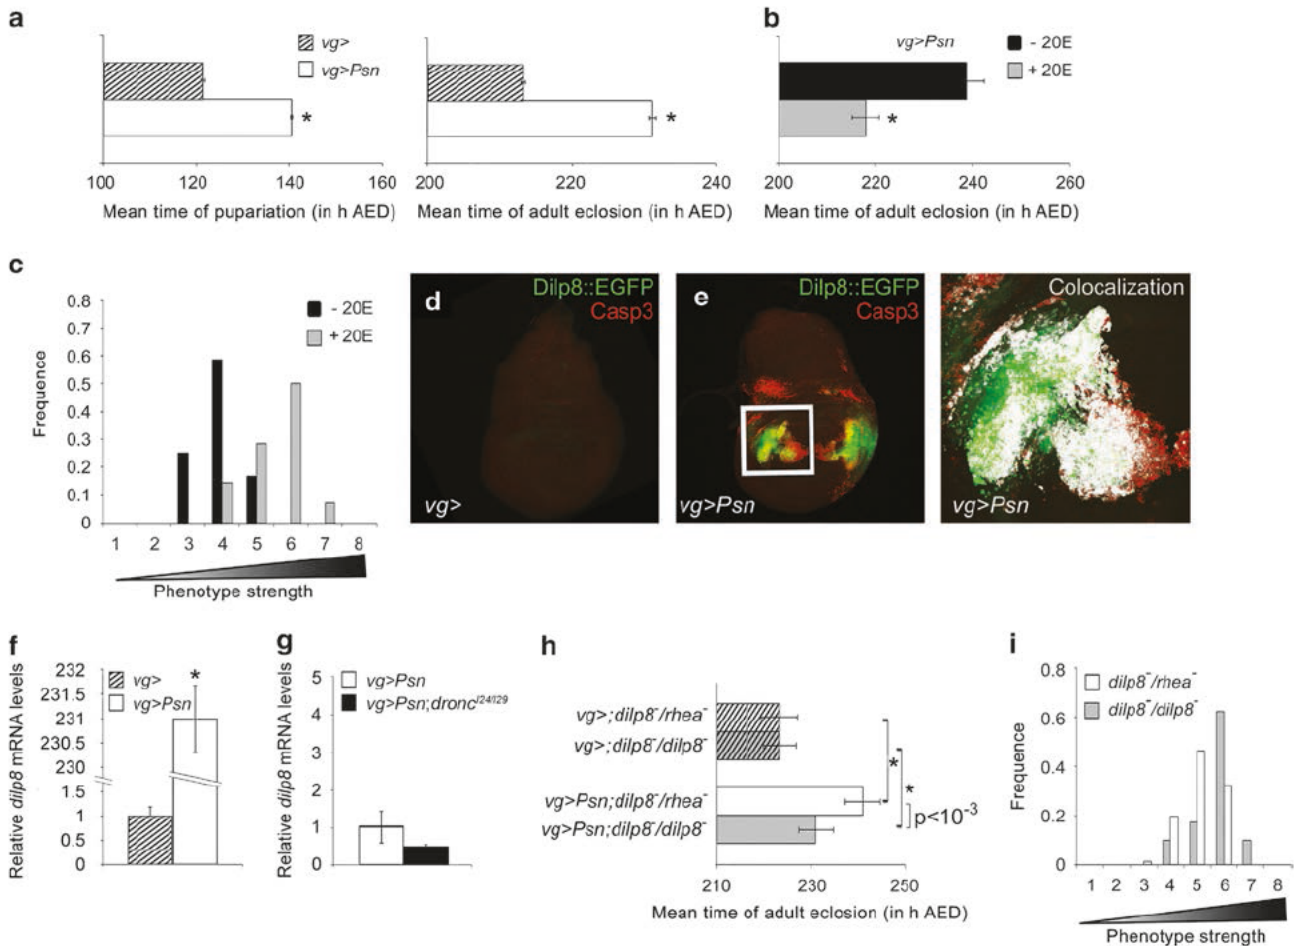 a
vg>
vg>Psn
*
100 120 140 160
Mean time of pupariation (in h AED)
*
200 220 240
Mean time of adult eclosion (in h AED)
b
vg>Psn
- 20E
+ 20E
*
200 220 240 260
Mean time of adult eclosion (in h AED)
c
Frequence
0.8
0.7
0.6
0.5
0.4
0.3
0.2
0.1
0
- 20E
+ 20E
1 2 3 4 5 6 7 8
Phenotype strength
d
Dilp8::EGFP
Casp3
vg>
e
Dilp8::EGFP
Casp3
vg>Psn
Colocalization
vg>Psn
f
Relative dilp8 mRNA levels
232
231.5
231
230.5
230
1.5
1
0.5
0
vg>
vg>Psn
*
g
Relative dilp8 mRNA levels
5
4
3
2
1
0
vg>Psn
vg>Psn;dronc
h
vg>;dilp8-/rhea-
vg>;dilp8-/dilp8-
vg>Psn;dilp8-/rhea-
vg>Psn;dilp8-/dilp8-
*
*
p<10-3
210 230 250
Mean time of adult eclosion (in h AED)
i
Frequence
0.8
0.6
0.4
0.2
0
dilp8-/rhea-
dilp8-/dilp8-
1 2 3 4 5 6 7 8
Phenotype strength